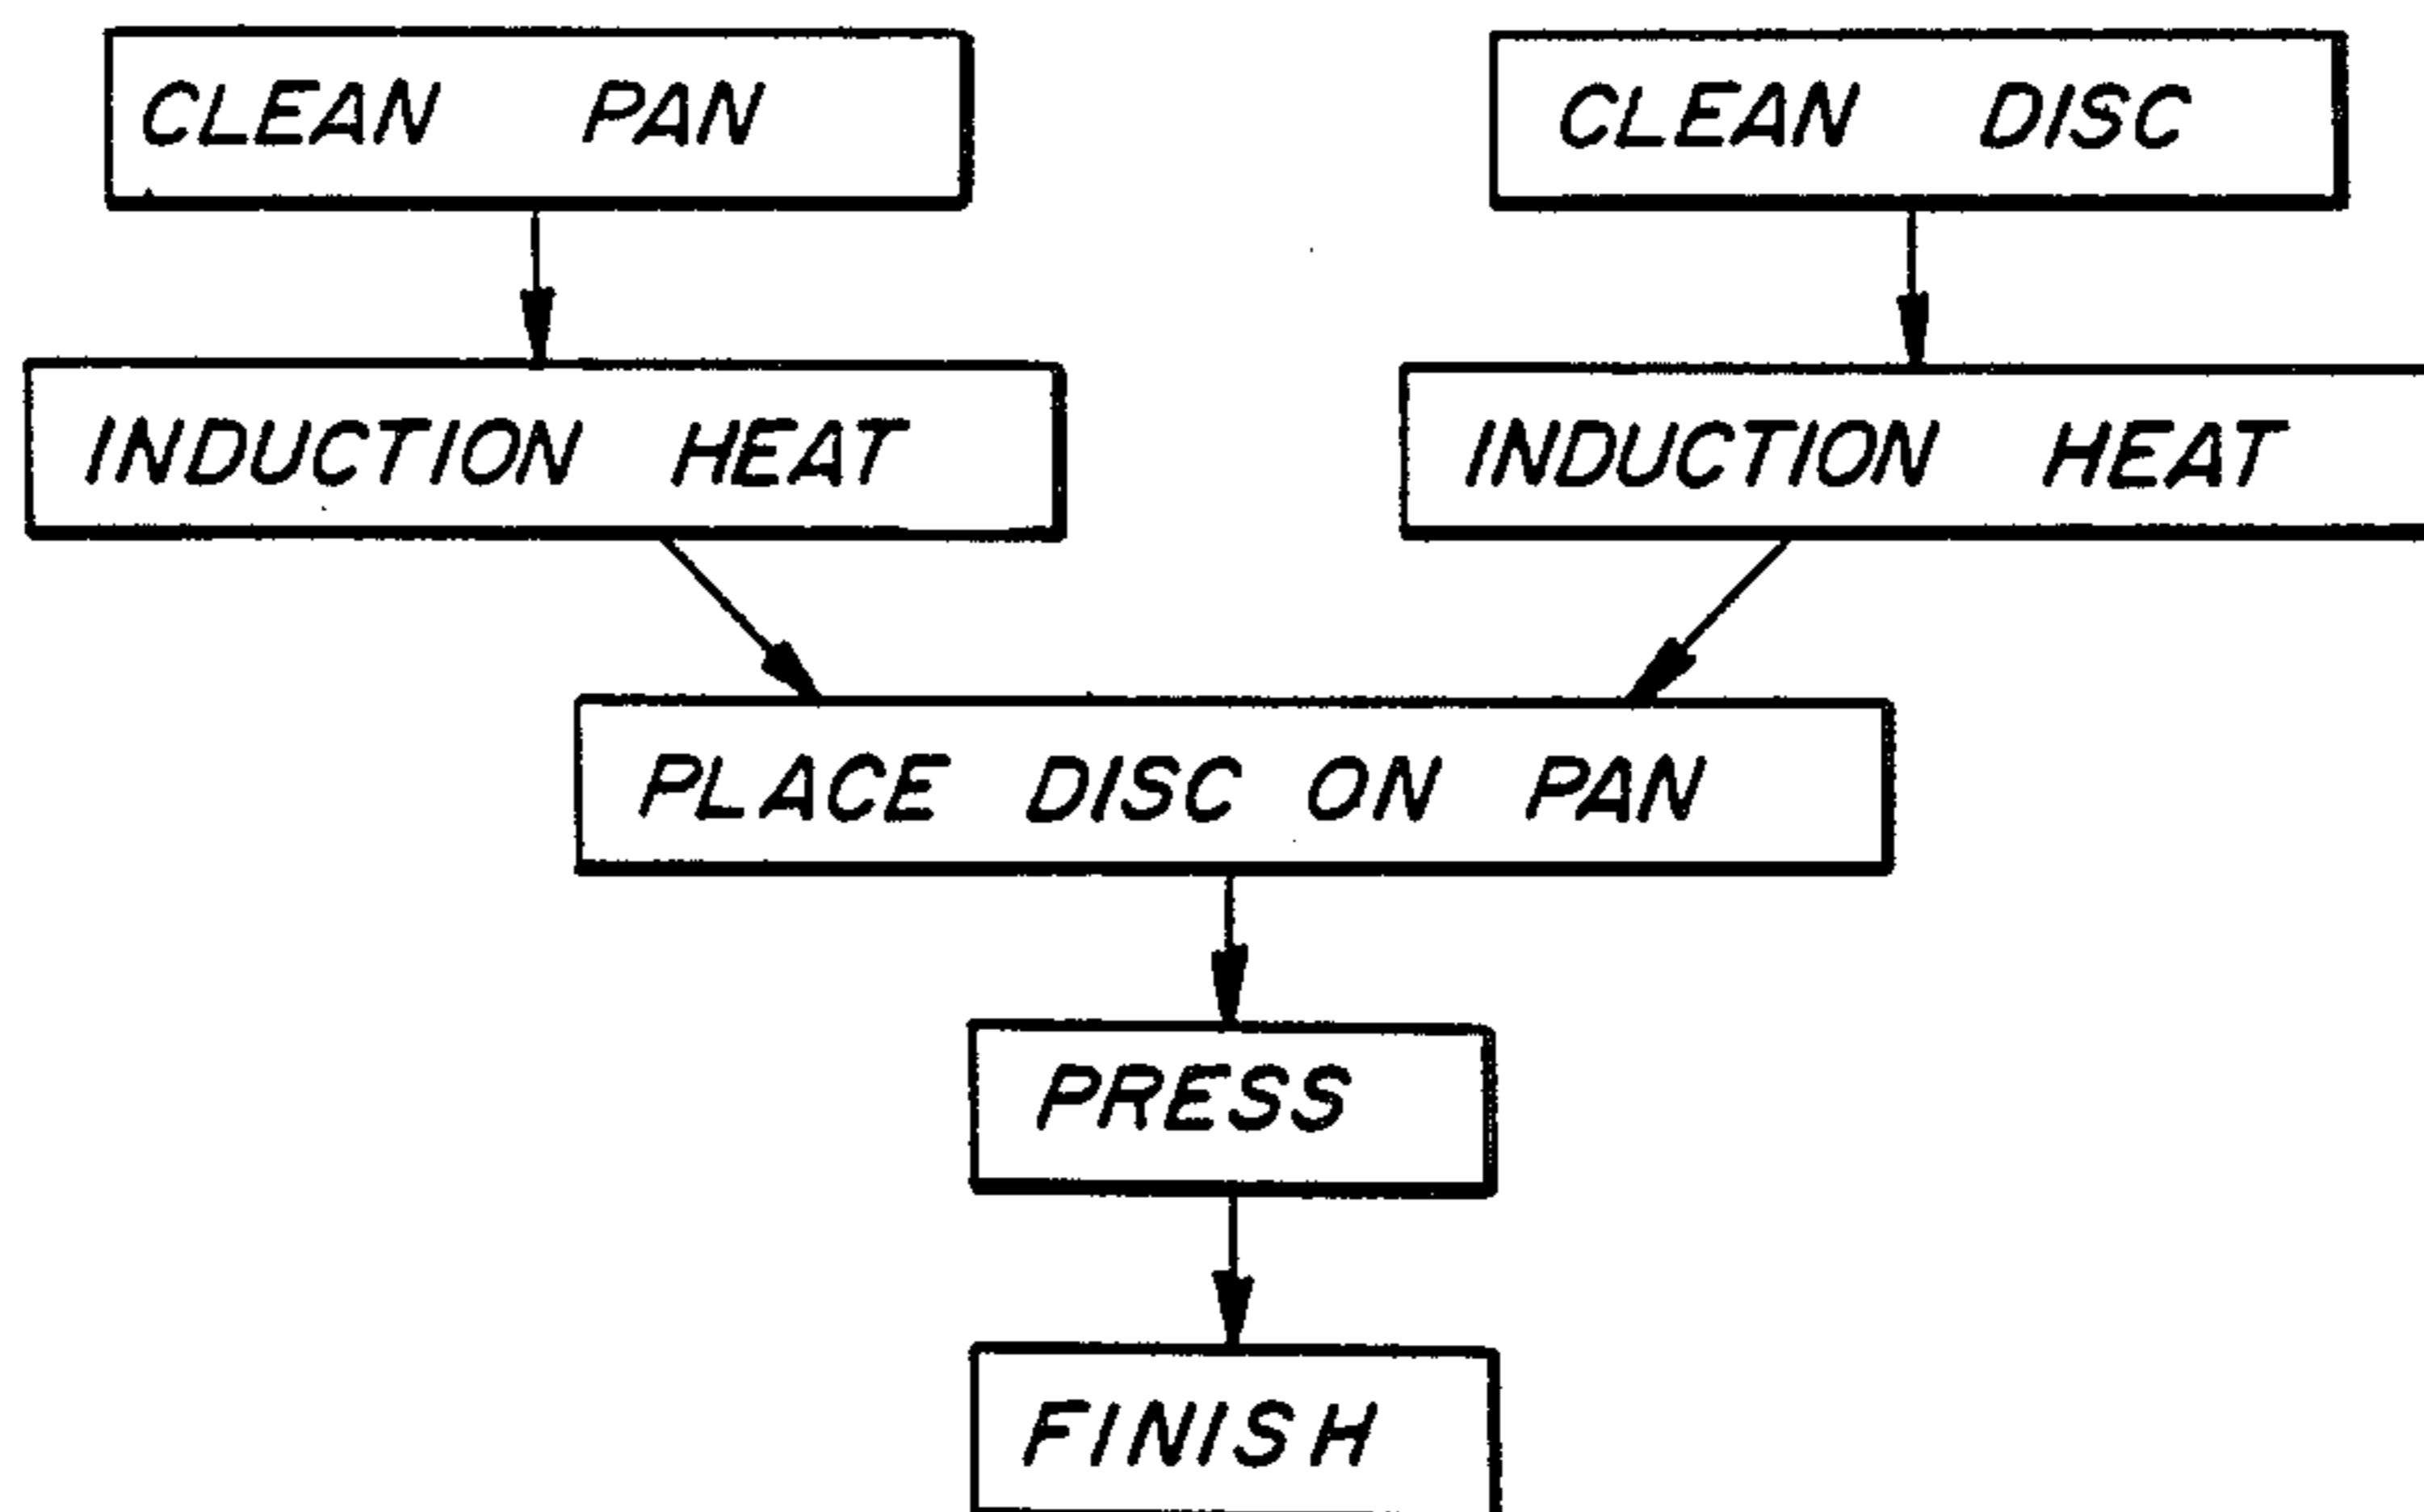 CLEAN PAN
CLEAN DISC
INDUCTION HEAT
INDUCTION HEAT
PLACE DISC ON PAN
PRESS
FINISH